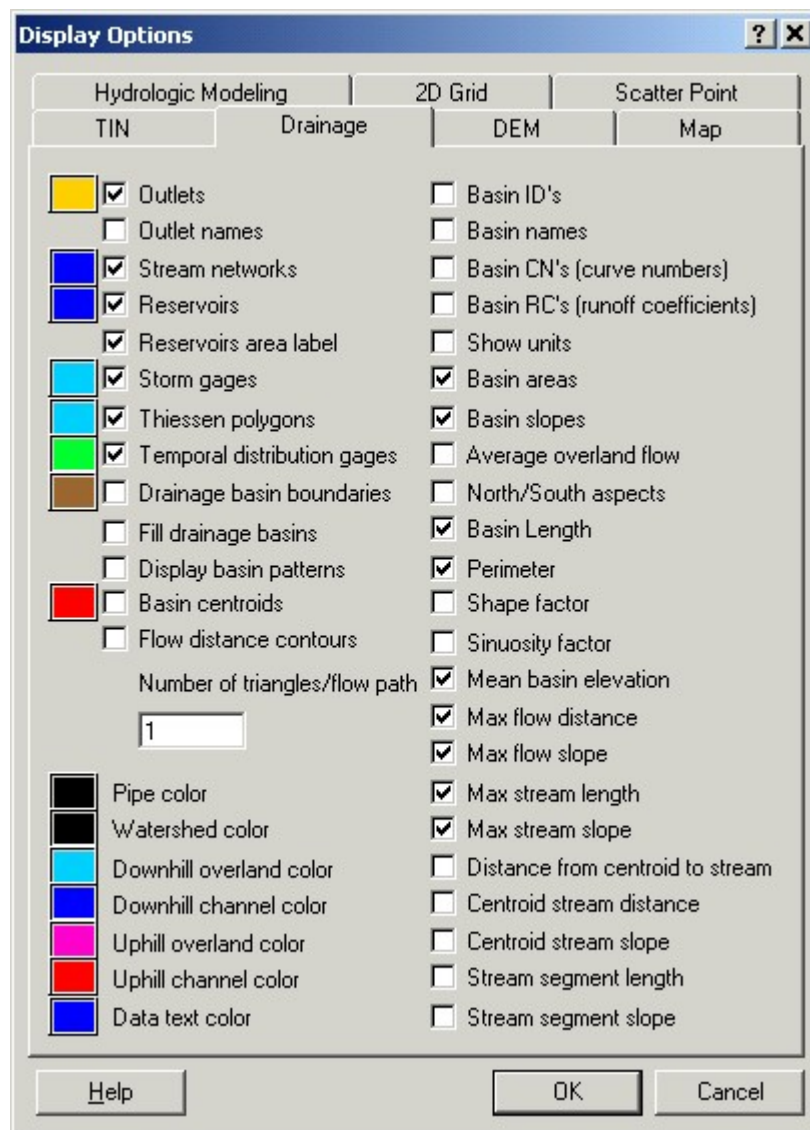 Display Options
Hydrologic Modeling
2D Grid
Scatter Point
TIN
Drainage
DEM
Map
Outlets
Outlet names
Stream networks
Reservoirs
Reservoirs area label
Storm gages
Thiessen polygons
Temporal distribution gages
Drainage basin boundaries
Fill drainage basins
Display basin patterns
Basin centroids
Flow distance contours
Number of triangles/flow path
1
Pipe color
Watershed color
Downhill overland color
Downhill channel color
Uphill overland color
Uphill channel color
Data text color
Basin ID's
Basin names
Basin CN's (curve numbers)
Basin RC's (runoff coefficients)
Show units
Basin areas
Basin slopes
Average overland flow
North/South aspects
Basin Length
Perimeter
Shape factor
Sinuosity factor
Mean basin elevation
Max flow distance
Max flow slope
Max stream length
Max stream slope
Distance from centroid to stream
Centroid stream distance
Centroid stream slope
Stream segment length
Stream segment slope
Help
OK
Cancel